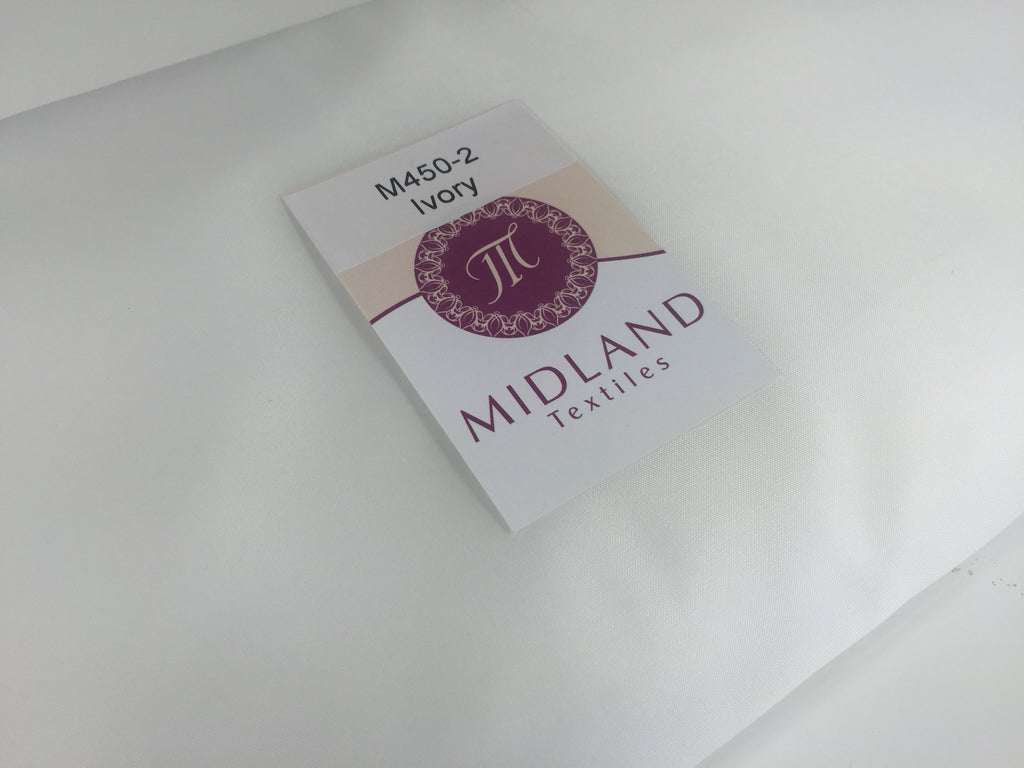 M450-2
Ivory
MIDLAND
Textiles